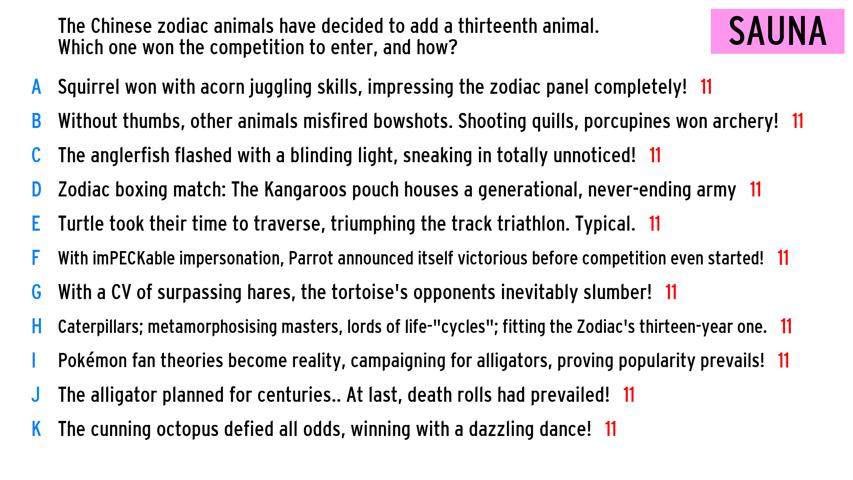 The Chinese zodiac animals have decided to add a thirteenth animal.
Which one won the competition to enter, and how?
SAUNA
A Squirrel won with acorn juggling skills, impressing the zodiac panel completely! 11
B Without thumbs, other animals misfired bowshots. Shooting quills, porcupines won archery! 11
C The anglerfish flashed with a blinding light, sneaking in totally unnoticed! 11
D Zodiac boxing match: The Kangaroos pouch houses a generational, never-ending army 11
E Turtle took their time to traverse, triumphing the track triathlon. Typical. 11
F With imPECKable impersonation, Parrot announced itself victorious before competition even started! 11
G With a CV of surpassing hares, the tortoise's opponents inevitably slumber! 11
H Caterpillars; metamorphosising masters, lords of life-"cycles"; fitting the Zodiac's thirteen-year one. 11
I Pokémon fan theories become reality, campaigning for alligators, proving popularity prevails! 11
J The alligator planned for centuries.. At last, death rolls had prevailed! 11
K The cunning octopus defied all odds, winning with a dazzling dance! 11